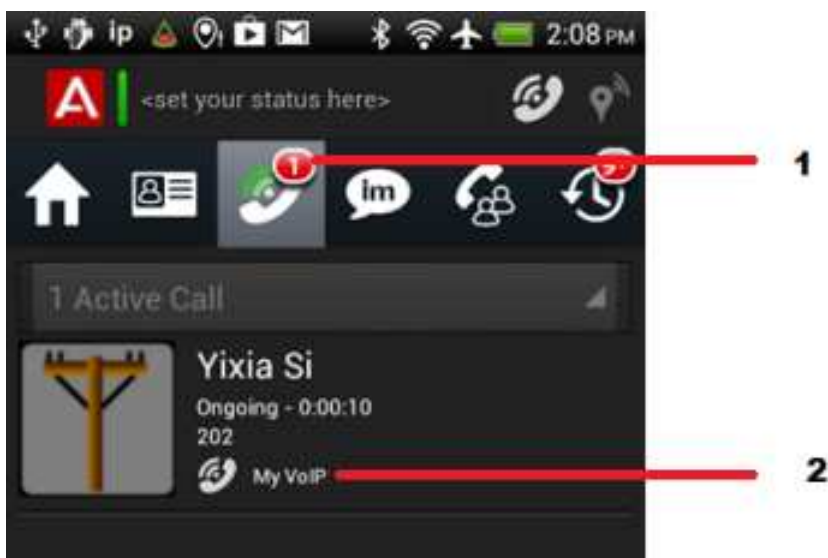 ip 2:08 PM
A <set your status here>
1
1
im
9+
1 Active Call
Yixia Si
Ongoing - 0:00:10
202
My VoIP
2